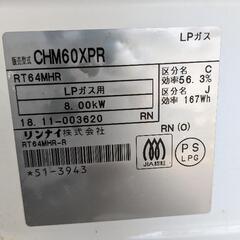 販売型式 CHM60XPR
LPガス
RT64MHR
区分名 C
効率56.3%
LPガス用
8.00kW
区分名 J
効率 167Wh
18.11-003620 RN
リンナイ株式会社
RN(O)
RT64MHR-R
JIA認証
PS
LPG
*51-3943